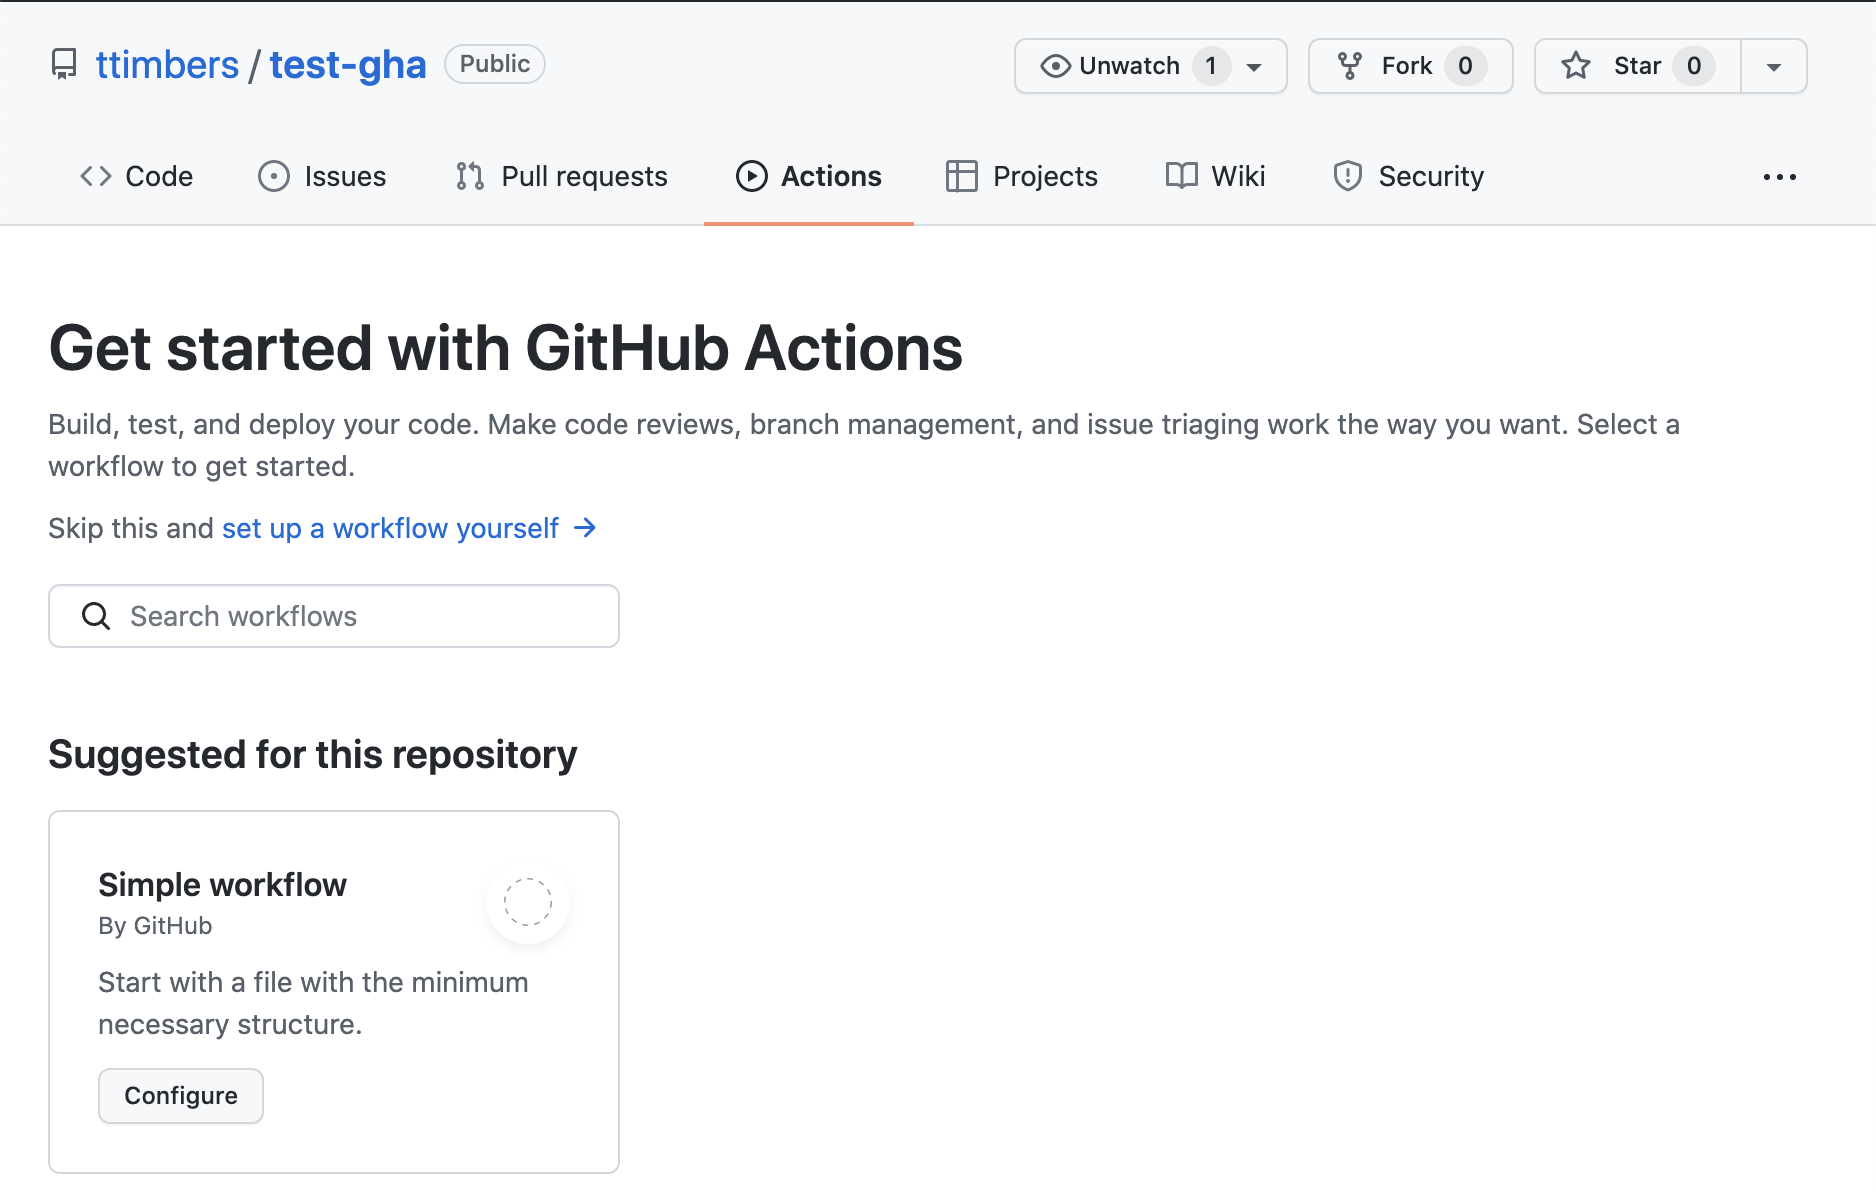 ttimbers / test-gha Public Unwatch 1 Fork 0 Star 0
Code Issues Pull requests Actions Projects Wiki Security
Get started with GitHub Actions
Build, test, and deploy your code. Make code reviews, branch management, and issue triaging work the way you want. Select a
workflow to get started.
Skip this and set up a workflow yourself →
Search workflows
Suggested for this repository
Simple workflow
By GitHub
Start with a file with the minimum
necessary structure.
Configure